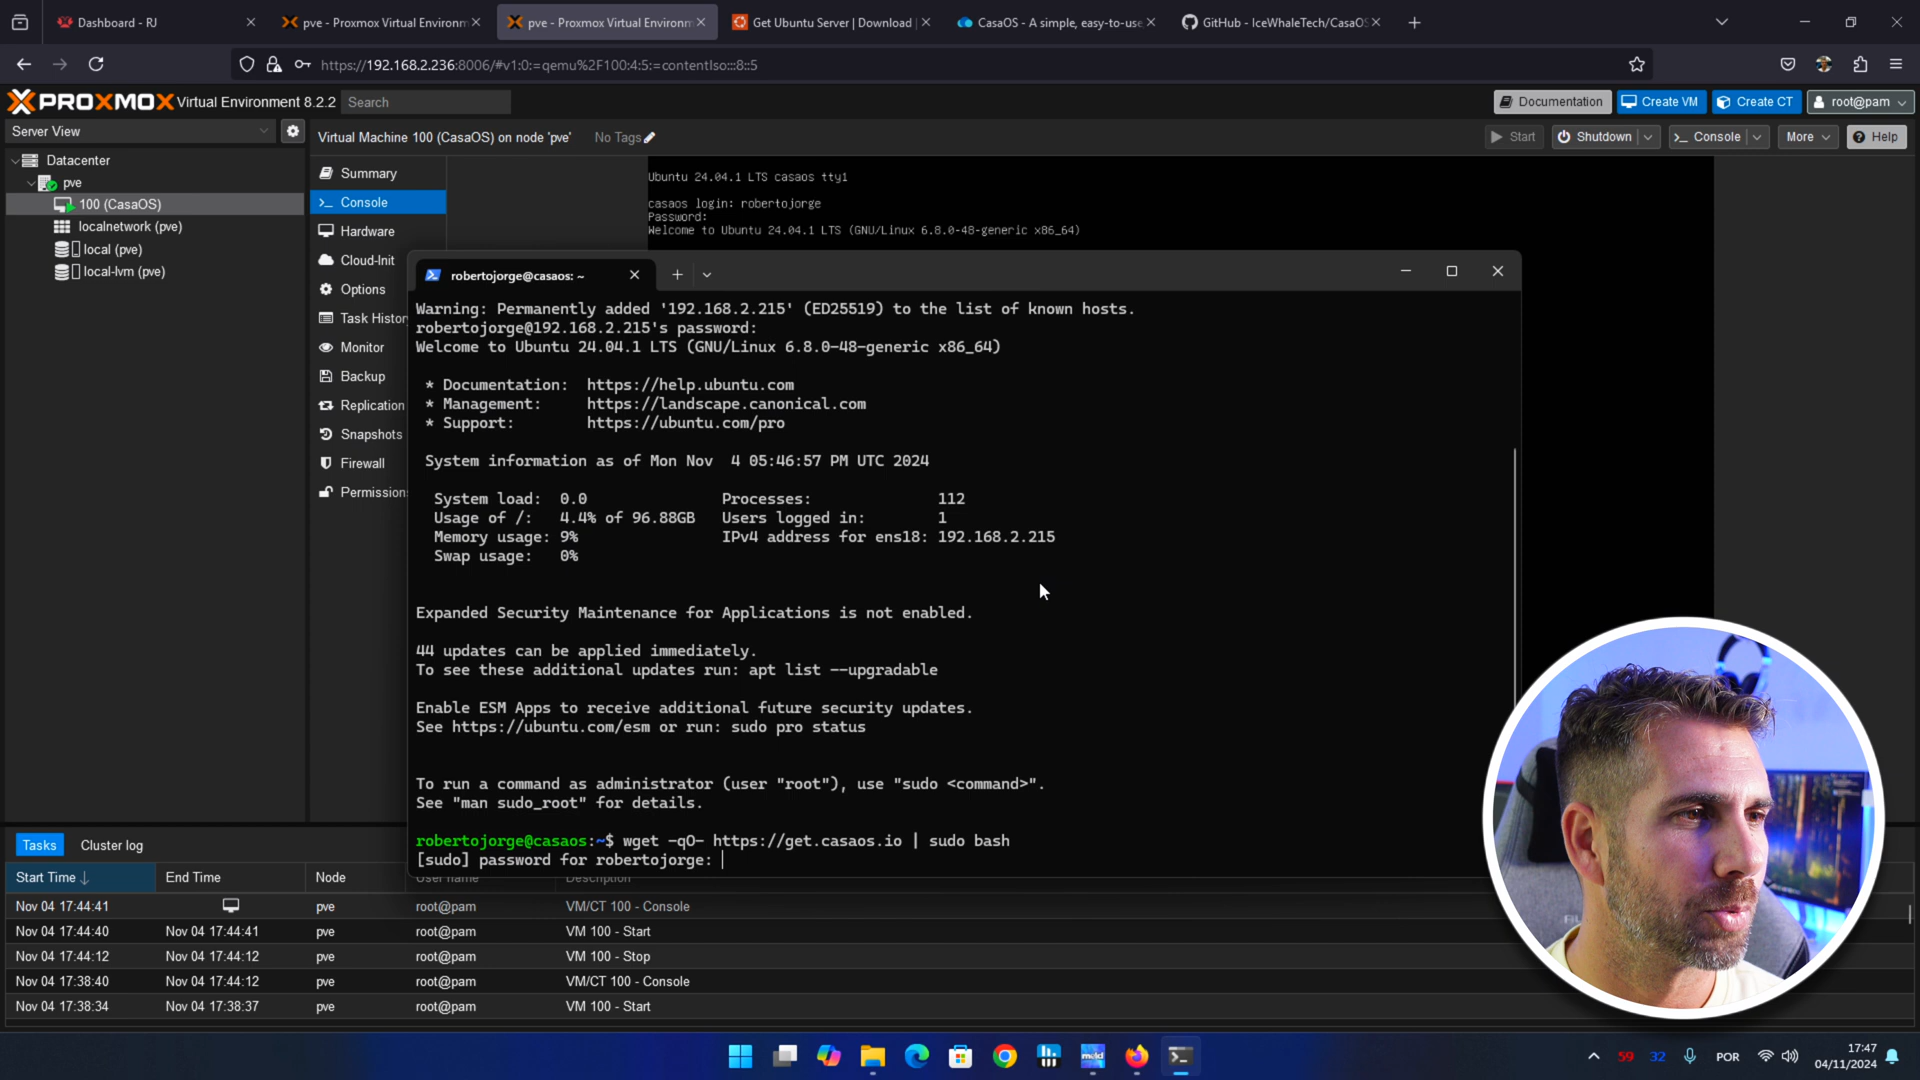 Dashboard - RJ
pve - Proxmox Virtual Environm
pve - Proxmox Virtual Environm
Get Ubuntu Server | Download |
CasaOS - A simple, easy-to-use,
GitHub - IceWhaleTech/CasaOS
https://192.168.2.236:8006/#v1:0:=qemu%2F100:4:5:=contentIso:::8::5
PROXMOX Virtual Environment 8.2.2
Search
Documentation
Create VM
Create CT
root@pam
Server View
Virtual Machine 100 (CasaOS) on node 'pve'
No Tags
Start
Shutdown
Console
More
Help
Datacenter
pve
100 (CasaOS)
localnetwork (pve)
local (pve)
local-lvm (pve)
Summary
Console
Hardware
Cloud-Init
Options
Task History
Monitor
Backup
Replication
Snapshots
Firewall
Permissions
Ubuntu 24.04.1 LTS casaos tty1
casaos login: robertojorge
Password:
Welcome to Ubuntu 24.04.1 LTS (GNU/Linux 6.8.0-48-generic x86_64)
robertojorge@casaos: ~
Warning: Permanently added '192.168.2.215' (ED25519) to the list of known hosts.
robertojorge@192.168.2.215's password:
Welcome to Ubuntu 24.04.1 LTS (GNU/Linux 6.8.0-48-generic x86_64)
* Documentation: https://help.ubuntu.com
* Management: https://landscape.canonical.com
* Support: https://ubuntu.com/pro
System information as of Mon Nov 4 05:46:57 PM UTC 2024
System load: 0.0 Processes: 112
Usage of /: 4.4% of 96.88GB Users logged in: 1
Memory usage: 9% IPv4 address for ens18: 192.168.2.215
Swap usage: 0%
Expanded Security Maintenance for Applications is not enabled.
44 updates can be applied immediately.
To see these additional updates run: apt list --upgradable
Enable ESM Apps to receive additional future security updates.
See https://ubuntu.com/esm or run: sudo pro status
To run a command as administrator (user "root"), use "sudo <command>".
See "man sudo_root" for details.
robertojorge@casaos:~$ wget -qO- https://get.casaos.io | sudo bash
[sudo] password for robertojorge:
Tasks
Cluster log
Start Time End Time Node User name Description
Nov 04 17:44:41 pve root@pam VM/CT 100 - Console
Nov 04 17:44:40 Nov 04 17:44:41 pve root@pam VM 100 - Start
Nov 04 17:44:12 Nov 04 17:44:12 pve root@pam VM 100 - Stop
Nov 04 17:38:40 Nov 04 17:44:12 pve root@pam VM/CT 100 - Console
Nov 04 17:38:34 Nov 04 17:38:37 pve root@pam VM 100 - Start
59
32
POR
17:47
04/11/2024